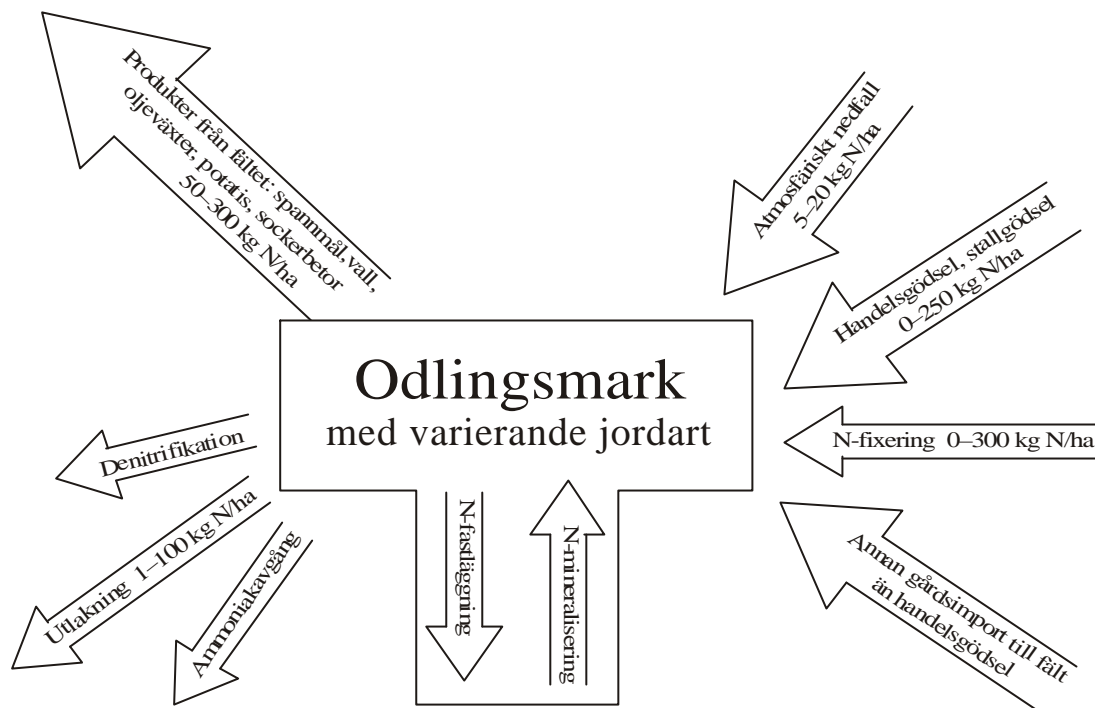 Produkter från fältet: spannmål, vall,
oljeväxter, potatis, sockerbetor
50–300 kg N/ha
Atmosfäriskt nedfall
5–20 kg N/ha
Handelsgödsel, stallgödsel
0–250 kg N/ha
Odlingsmark
med varierande jordart
N-fixering 0–300 kg N/ha
Denitrifikation
Utlakning 1–100 kg N/ha
Ammoniakavgång
N-fastläggning
N-mineralisering
Annan gårdsimport till fält
än handelsgödsel